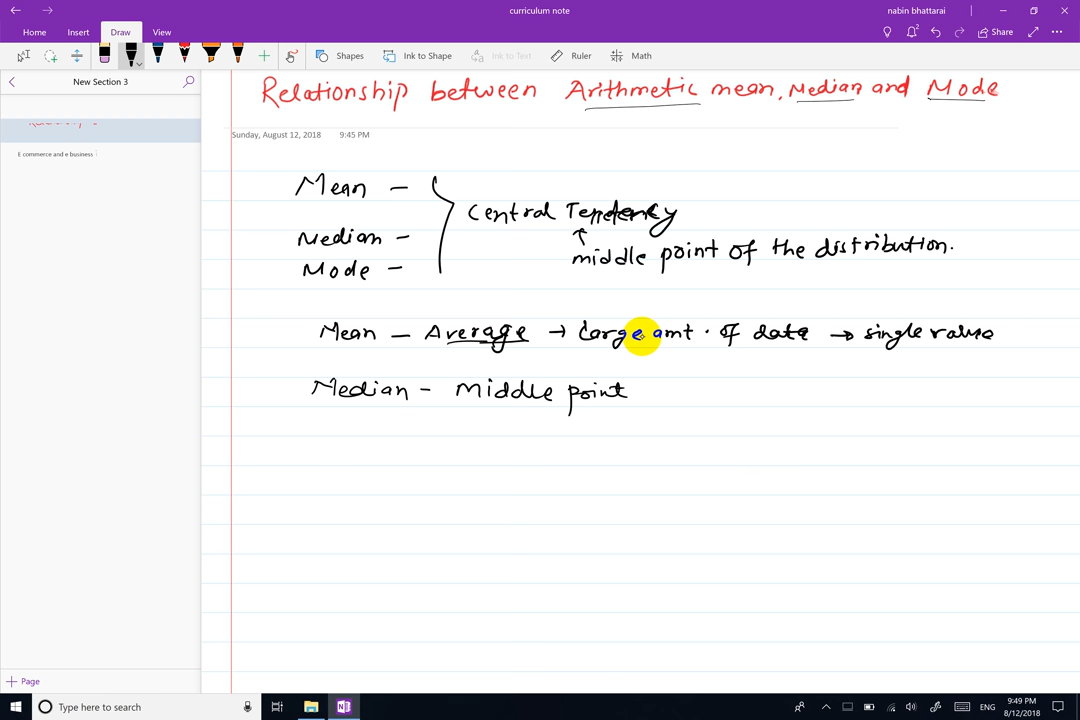 curriculum note
nabin bhattarai
Home Insert Draw View
Share
Shapes Ink to Shape Ink to Text Ruler Math
New Section 3
Relationship between Arithmetic mean, Median and Mode
Sunday, August 12, 2018 9:45 PM
E commerce and e business
Mean -
Median -
Mode -
Central Tendency
middle point of the distribution.
Mean - Average → Large amt. of data → single value
Median - Middle point
+ Page
Type here to search
ENG
9:49 PM
8/12/2018